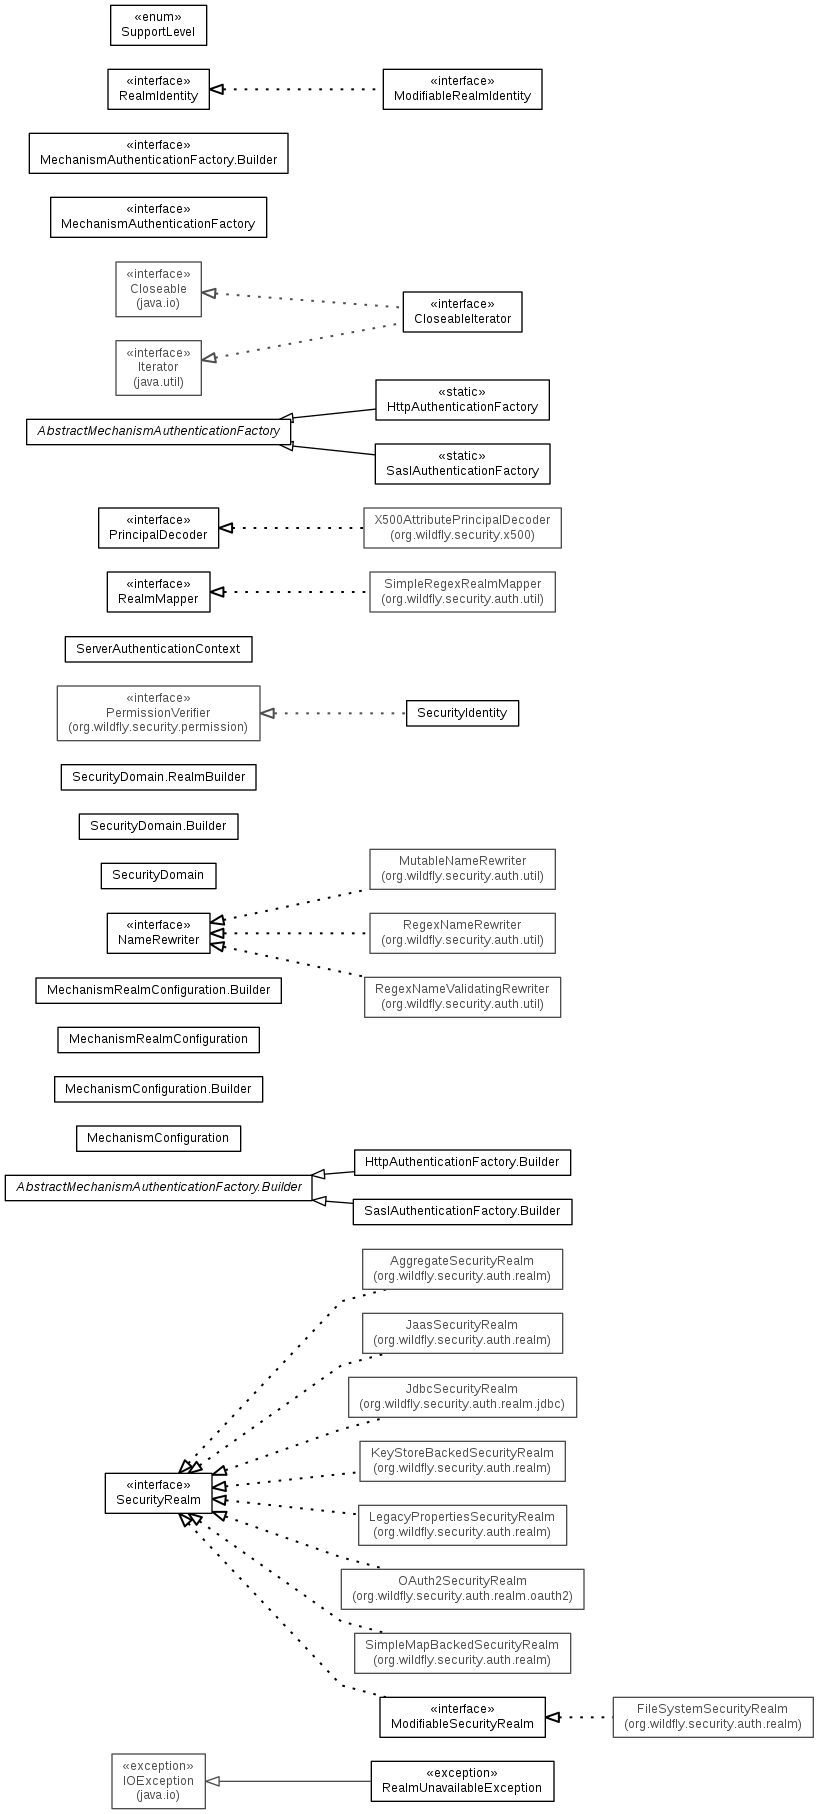 «enum»
SupportLevel
«interface»
RealmIdentity
«interface»
ModifiableRealmIdentity
«interface»
MechanismAuthenticationFactory.Builder
«interface»
MechanismAuthenticationFactory
«interface»
Closeable
(java.io)
«interface»
CloseableIterator
«interface»
Iterator
(java.util)
«static»
HttpAuthenticationFactory
AbstractMechanismAuthenticationFactory
«static»
SaslAuthenticationFactory
«interface»
PrincipalDecoder
X500AttributePrincipalDecoder
(org.wildfly.security.x500)
«interface»
RealmMapper
SimpleRegexRealmMapper
(org.wildfly.security.auth.util)
ServerAuthenticationContext
«interface»
PermissionVerifier
(org.wildfly.security.permission)
SecurityIdentity
SecurityDomain.RealmBuilder
SecurityDomain.Builder
SecurityDomain
MutableNameRewriter
(org.wildfly.security.auth.util)
«interface»
NameRewriter
RegexNameRewriter
(org.wildfly.security.auth.util)
RegexNameValidatingRewriter
(org.wildfly.security.auth.util)
MechanismRealmConfiguration.Builder
MechanismRealmConfiguration
MechanismConfiguration.Builder
MechanismConfiguration
HttpAuthenticationFactory.Builder
AbstractMechanismAuthenticationFactory.Builder
SaslAuthenticationFactory.Builder
AggregateSecurityRealm
(org.wildfly.security.auth.realm)
JaasSecurityRealm
(org.wildfly.security.auth.realm)
JdbcSecurityRealm
(org.wildfly.security.auth.realm.jdbc)
KeyStoreBackedSecurityRealm
(org.wildfly.security.auth.realm)
«interface»
SecurityRealm
LegacyPropertiesSecurityRealm
(org.wildfly.security.auth.realm)
OAuth2SecurityRealm
(org.wildfly.security.auth.realm.oauth2)
SimpleMapBackedSecurityRealm
(org.wildfly.security.auth.realm)
«interface»
ModifiableSecurityRealm
FileSystemSecurityRealm
(org.wildfly.security.auth.realm)
«exception»
IOException
(java.io)
«exception»
RealmUnavailableException